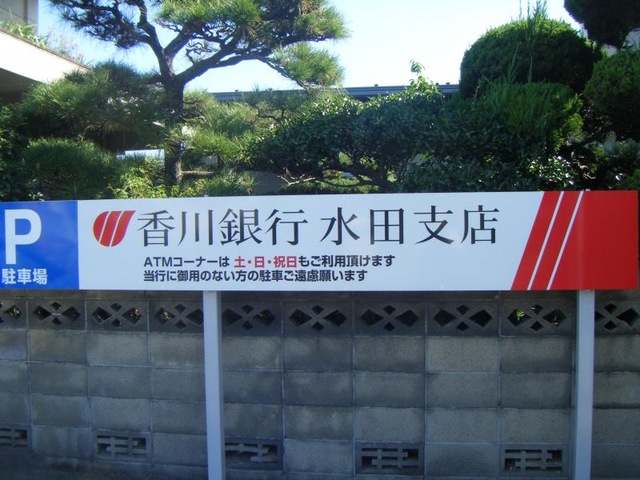 P
駐車場
香川銀行 水田支店
ATMコーナーは 土・日・祝日もご利用頂けます
当行に御用のない方の駐車ご遠慮願います